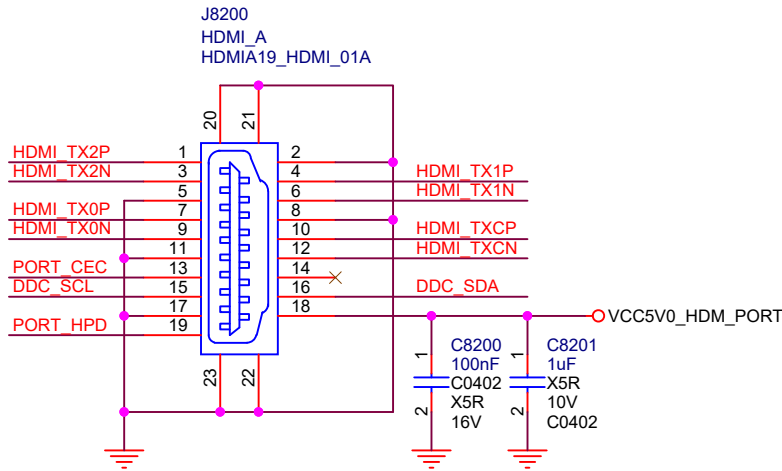 J8200
HDMI_A
HDMIA19_HDMI_01A
20
21
HDMI_TX2P
1
2
HDMI_TX2N
3
4
HDMI_TX1P
5
6
HDMI_TX1N
HDMI_TX0P
7
8
HDMI_TX0N
9
10
HDMI_TXCP
11
12
HDMI_TXCN
PORT_CEC
13
14
DDC_SCL
15
16
DDC_SDA
17
18
VCC5V0_HDM_PORT
PORT_HPD
19
23
22
1
C8200
100nF
C0402
X5R
16V
2
1
C8201
1uF
X5R
10V
C0402
2